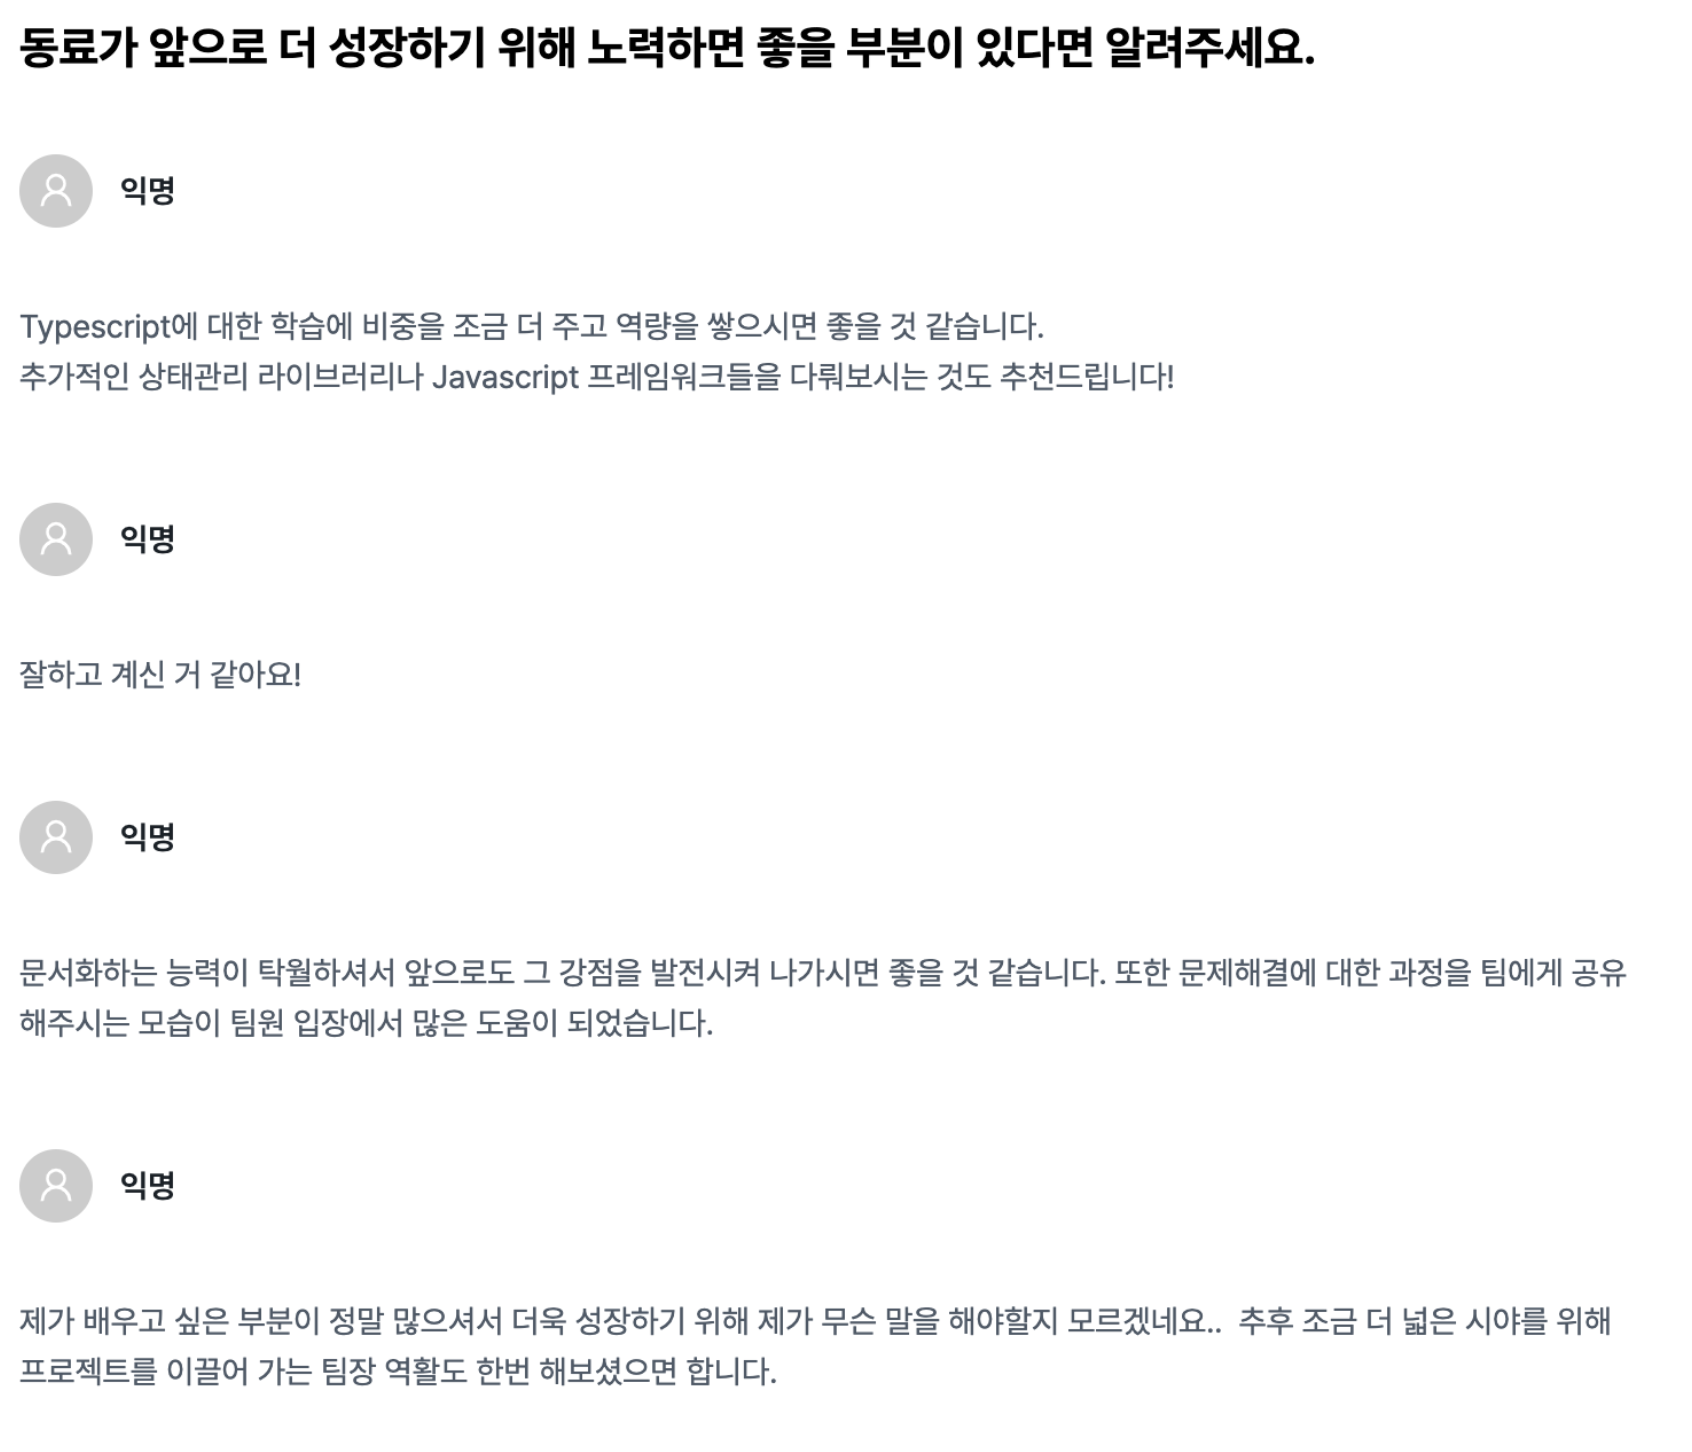 동료가 앞으로 더 성장하기 위해 노력하면 좋을 부분이 있다면 알려주세요.
익명
Typescript에 대한 학습에 비중을 조금 더 주고 역량을 쌓으시면 좋을 것 같습니다.
추가적인 상태관리 라이브러리나 Javascript 프레임워크들을 다뤄보시는 것도 추천드립니다!
익명
잘하고 계신 거 같아요!
익명
문서화하는 능력이 탁월하셔서 앞으로도 그 강점을 발전시켜 나가시면 좋을 것 같습니다. 또한 문제해결에 대한 과정을 팀에게 공유
해주시는 모습이 팀원 입장에서 많은 도움이 되었습니다.
익명
제가 배우고 싶은 부분이 정말 많으셔서 더욱 성장하기 위해 제가 무슨 말을 해야할지 모르겠네요..  추후 조금 더 넓은 시야를 위해
프로젝트를 이끌어 가는 팀장 역활도 한번 해보셨으면 합니다.